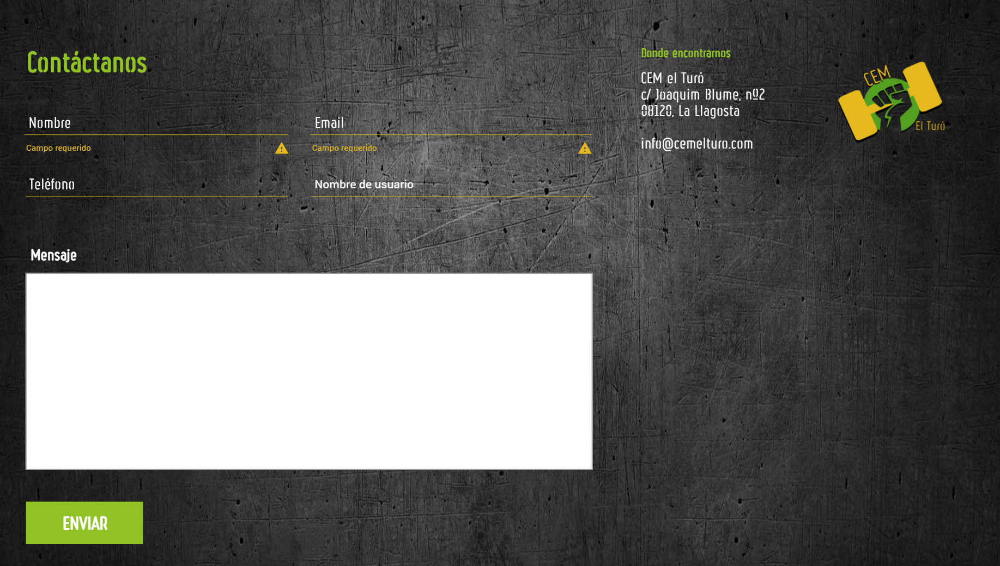 Contáctanos
Nombre
Email
Campo requerido
Campo requerido
Teléfono
Nombre de usuario
Mensaje
ENVIAR
Donde encontrarnos
CEM el Turó
c/ Joaquim Blume, nº2
08120, La Llagosta
info@cemelturo.com
CEM
El Turó